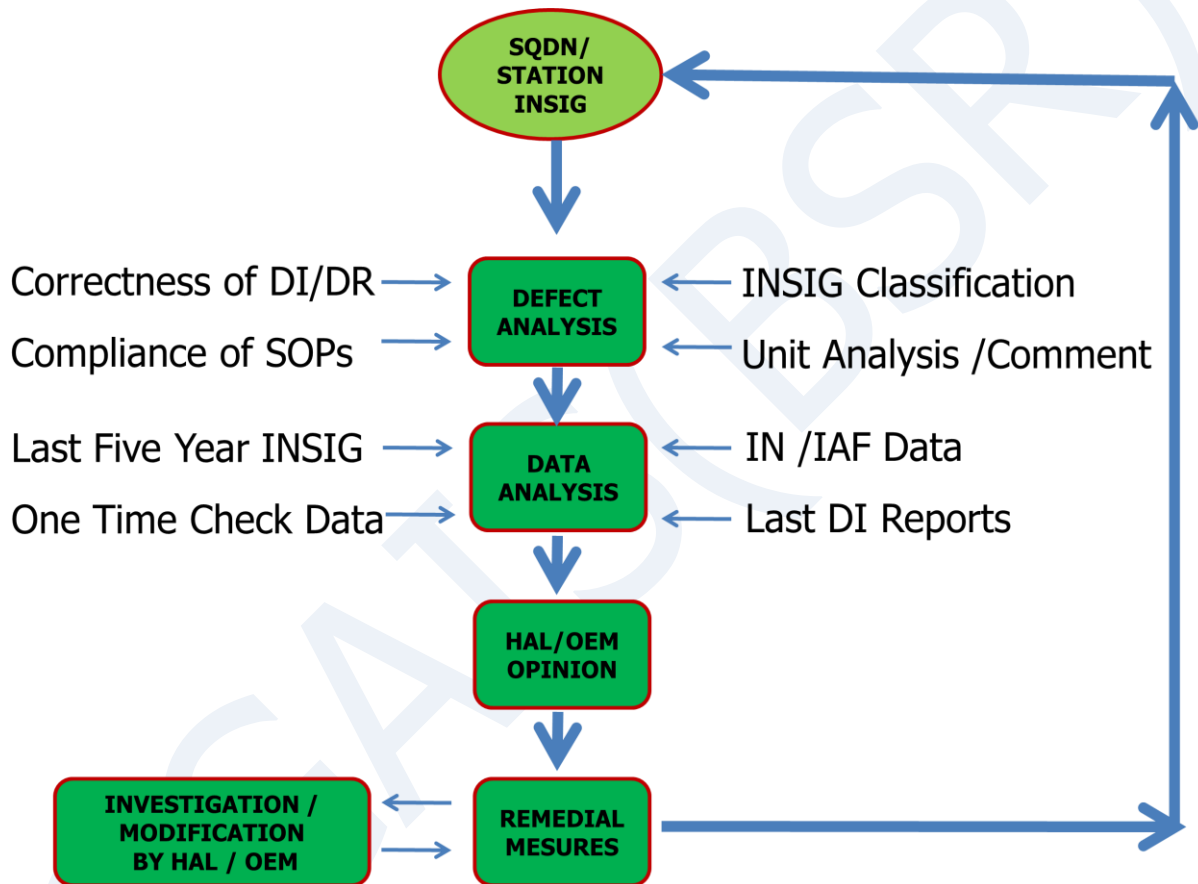 SQDN/
STATION
INSIG
Correctness of DI/DR
Compliance of SOPs
DEFECT
ANALYSIS
INSIG Classification
Unit Analysis /Comment
Last Five Year INSIG
One Time Check Data
DATA
ANALYSIS
IN /IAF Data
Last DI Reports
HAL/OEM
OPINION
INVESTIGATION /
MODIFICATION
BY HAL / OEM
REMEDIAL
MESURES